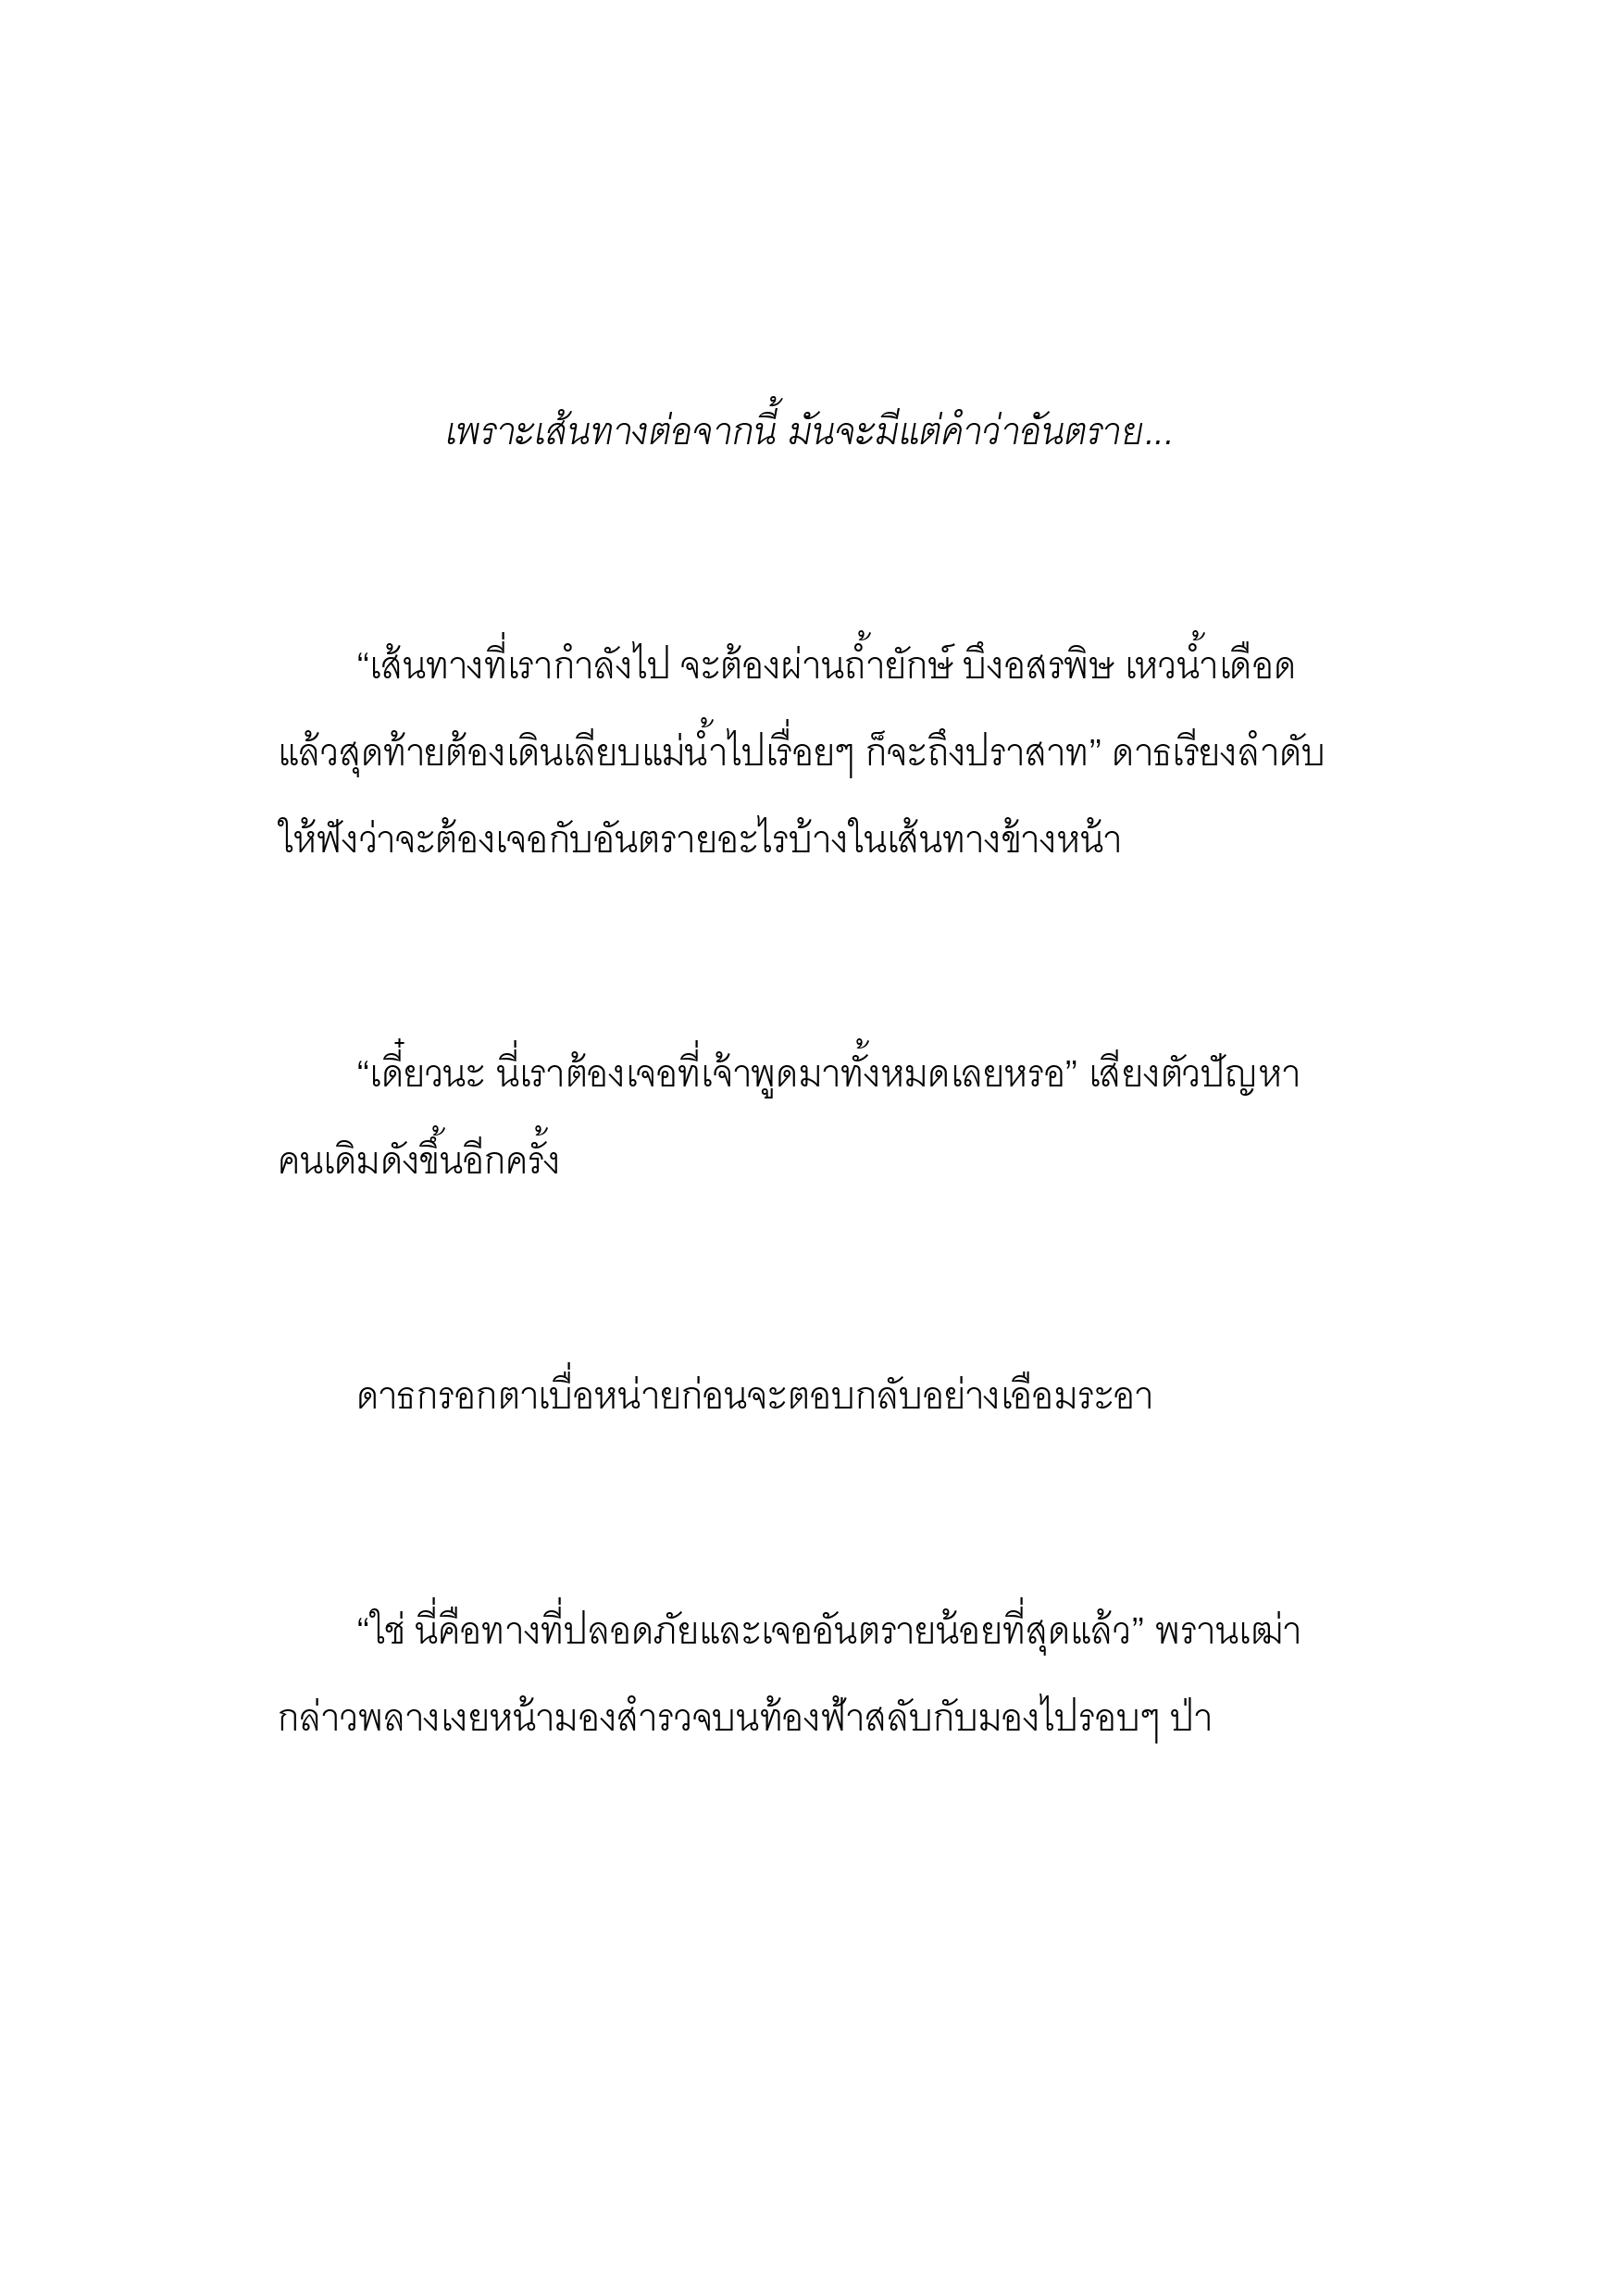 เพราะเส้นทางต่อจากนี้ มันจะมีแต่คำว่าอันตราย...
“เส้นทางที่เรากำลังไป จะต้องผ่านถ้ำยักษ์ บึงอสรพิษ เหวน้ำเดือด
แล้วสุดท้ายต้องเดินเลียบแม่น้ำไปเรื่อยๆ ก็จะถึงปราสาท” ดาธเรียงลำดับ
ให้ฟังว่าจะต้องเจอกับอันตรายอะไรบ้างในเส้นทางข้างหน้า
“เดี๋ยวนะ นี่เราต้องเจอที่เจ้าพูดมาทั้งหมดเลยหรอ” เสียงตัวปัญหา
คนเดิมดังขึ้นอีกครั้ง
ดาธกรอกตาเบื่อหน่ายก่อนจะตอบกลับอย่างเอือมระอา
“ใช่ นี่คือทางที่ปลอดภัยและเจออันตรายน้อยที่สุดแล้ว” พรานเฒ่า
กล่าวพลางเงยหน้ามองสำรวจบนท้องฟ้าสลับกับมองไปรอบๆ ป่า